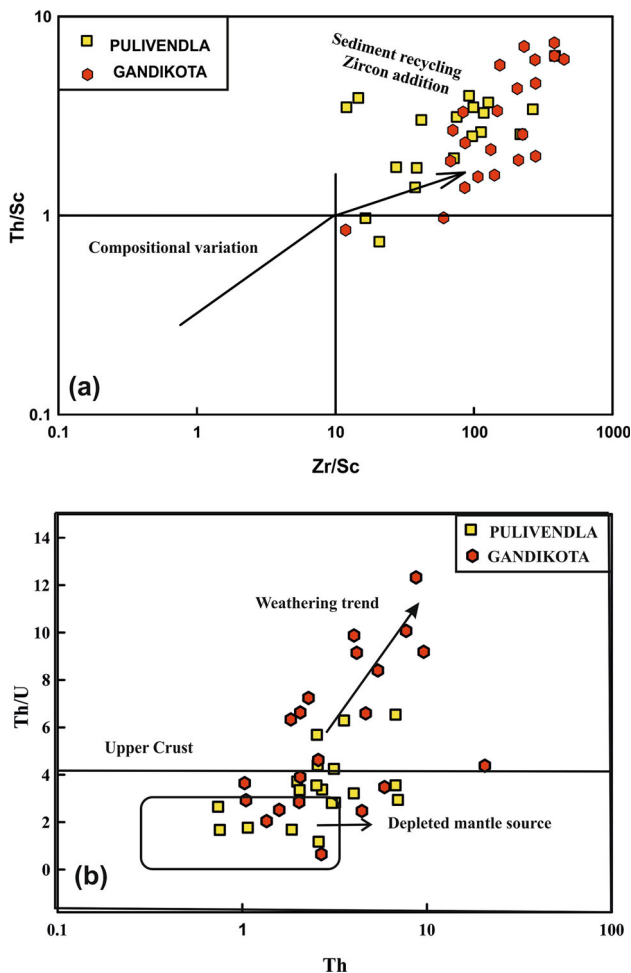 10
PULIVENDLA
GANDIKOTA
Sediment recycling
Zircon addition
Th/Sc
1
Compositional variation
(a)
0.1
0.1 1 10 100 1000
Zr/Sc
14
PULIVENDLA
GANDIKOTA
12
Weathering trend
10
8
Th/U
6
Upper Crust
4
2
Depleted mantle source
0
(b)
0.1 1 10 100
Th